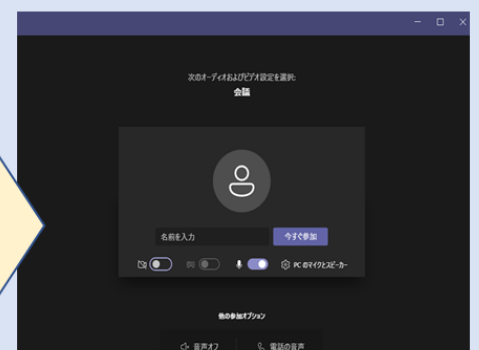 次のオーディオおよびビデオ設定を選択:
会議
名前を入力
今すぐ参加
PC のマイクとスピーカー
他の参加オプション
音声オフ
電話の音声